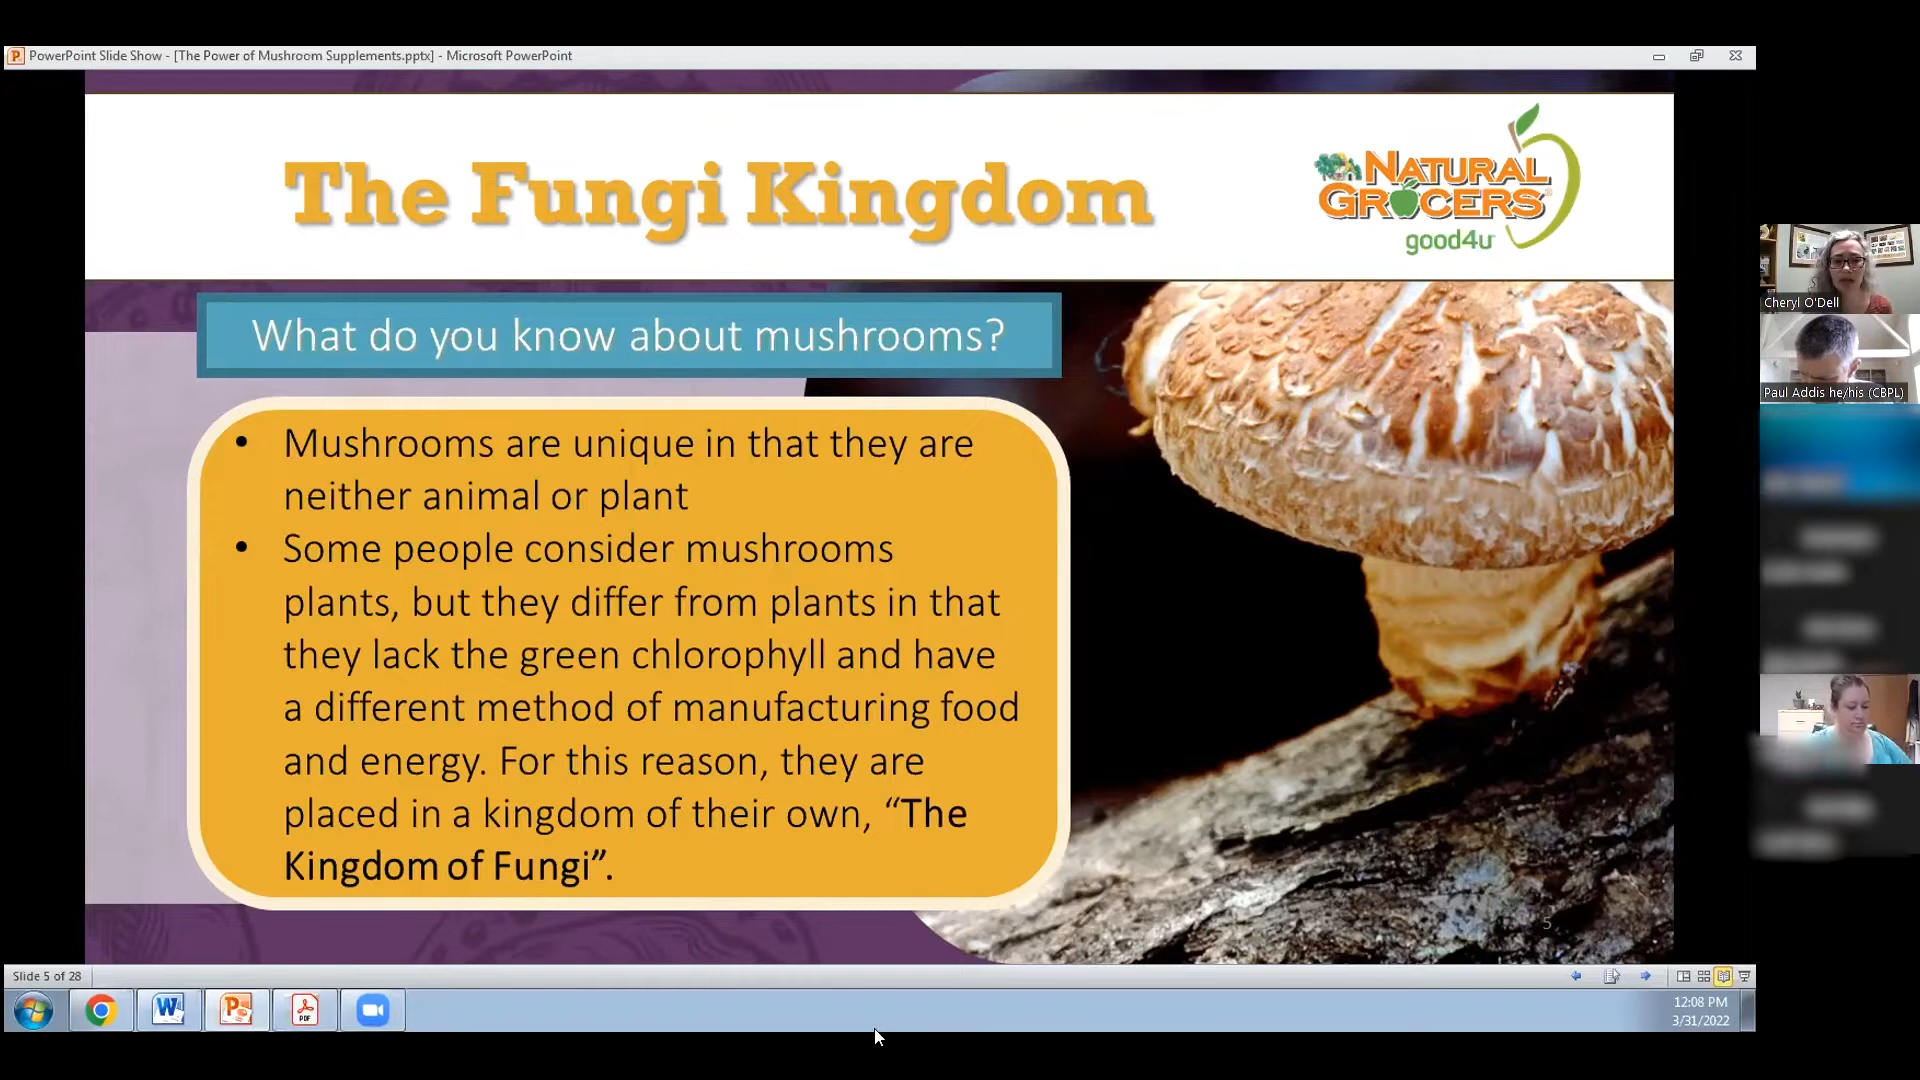 PowerPoint Slide Show - [The Power of Mushroom Supplements.pptx] - Microsoft PowerPoint
The Fungi Kingdom
NATURAL
GROCERS
good4u
What do you know about mushrooms?
• Mushrooms are unique in that they are
neither animal or plant
• Some people consider mushrooms
plants, but they differ from plants in that
they lack the green chlorophyll and have
a different method of manufacturing food
and energy. For this reason, they are
placed in a kingdom of their own, “The
Kingdom of Fungi”.
5
Cheryl O'Dell
Paul Addis he/his (CBPL)
Slide 5 of 28
PDF
12:08 PM
3/31/2022